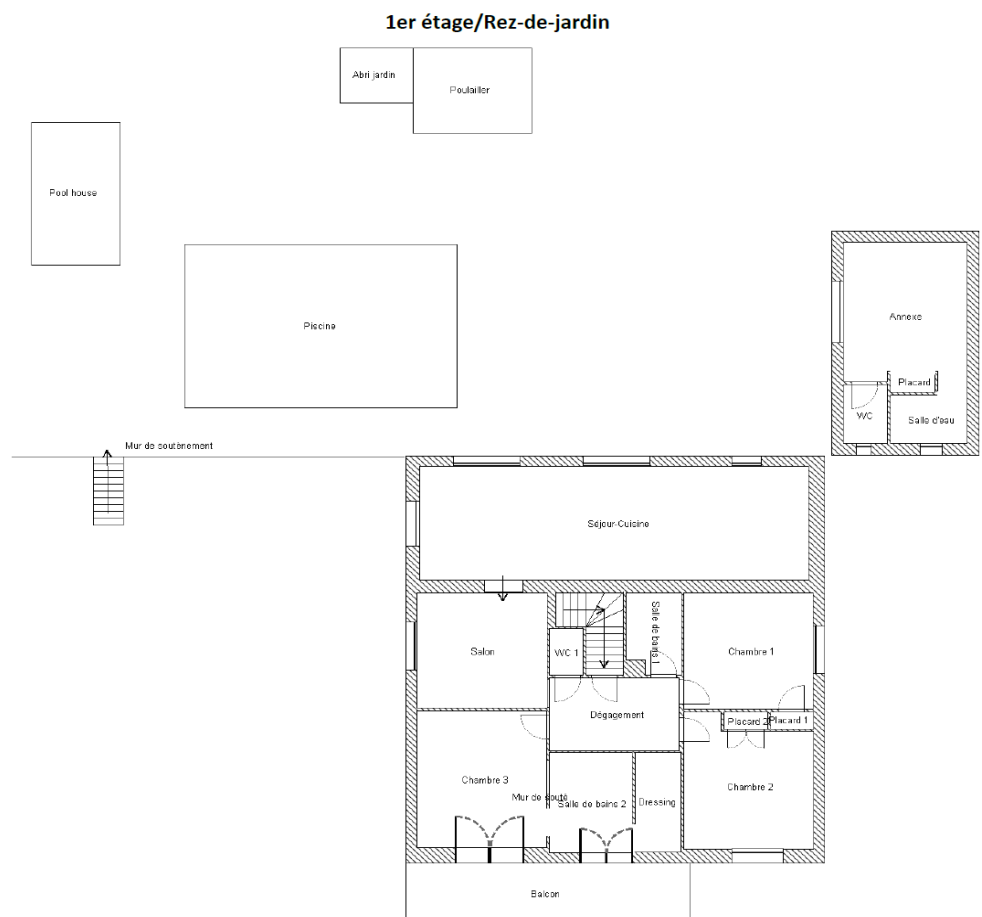 1er étage/Rez-de-jardin
Abri jardin
Poulailler
Pool house
Piscine
Annexe
Placard
WC
Salle d'eau
Mur de soutènement
Séjour-Cuisine
Salle de bains 1
Salon
WC 1
Chambre 1
Dégagement
Placard 2
Placard 1
Chambre 3
Chambre 2
Mur de souté
Salle de bains 2
Dressing
Balcon